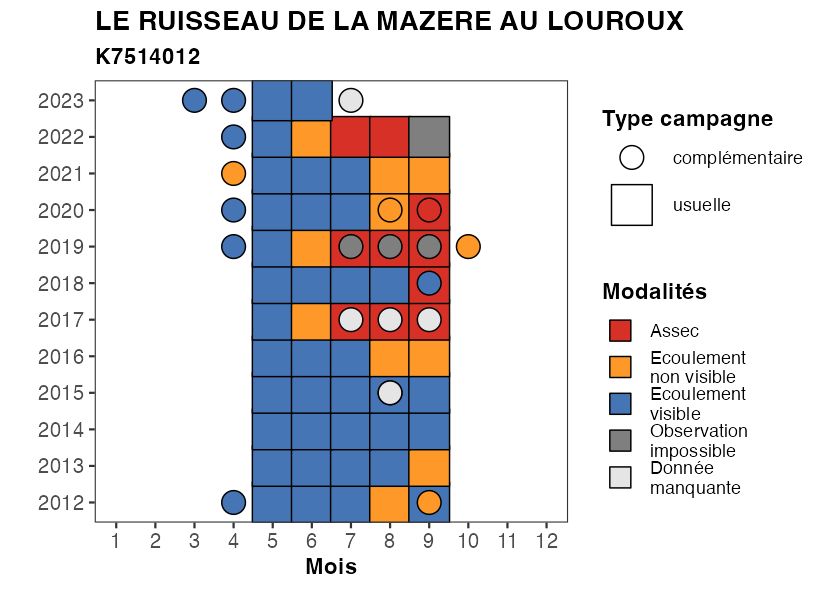 LE RUISSEAU DE LA MAZERE AU LOUROUX
K7514012
2023
2022
2021
2020
2019
2018
2017
2016
2015
2014
2013
2012
1 2 3 4 5 6 7 8 9 10 11 12
Mois
Type campagne
complémentaire
usuelle
Modalités
Assec
Ecoulement
non visible
Ecoulement
visible
Observation
impossible
Donnée
manquante